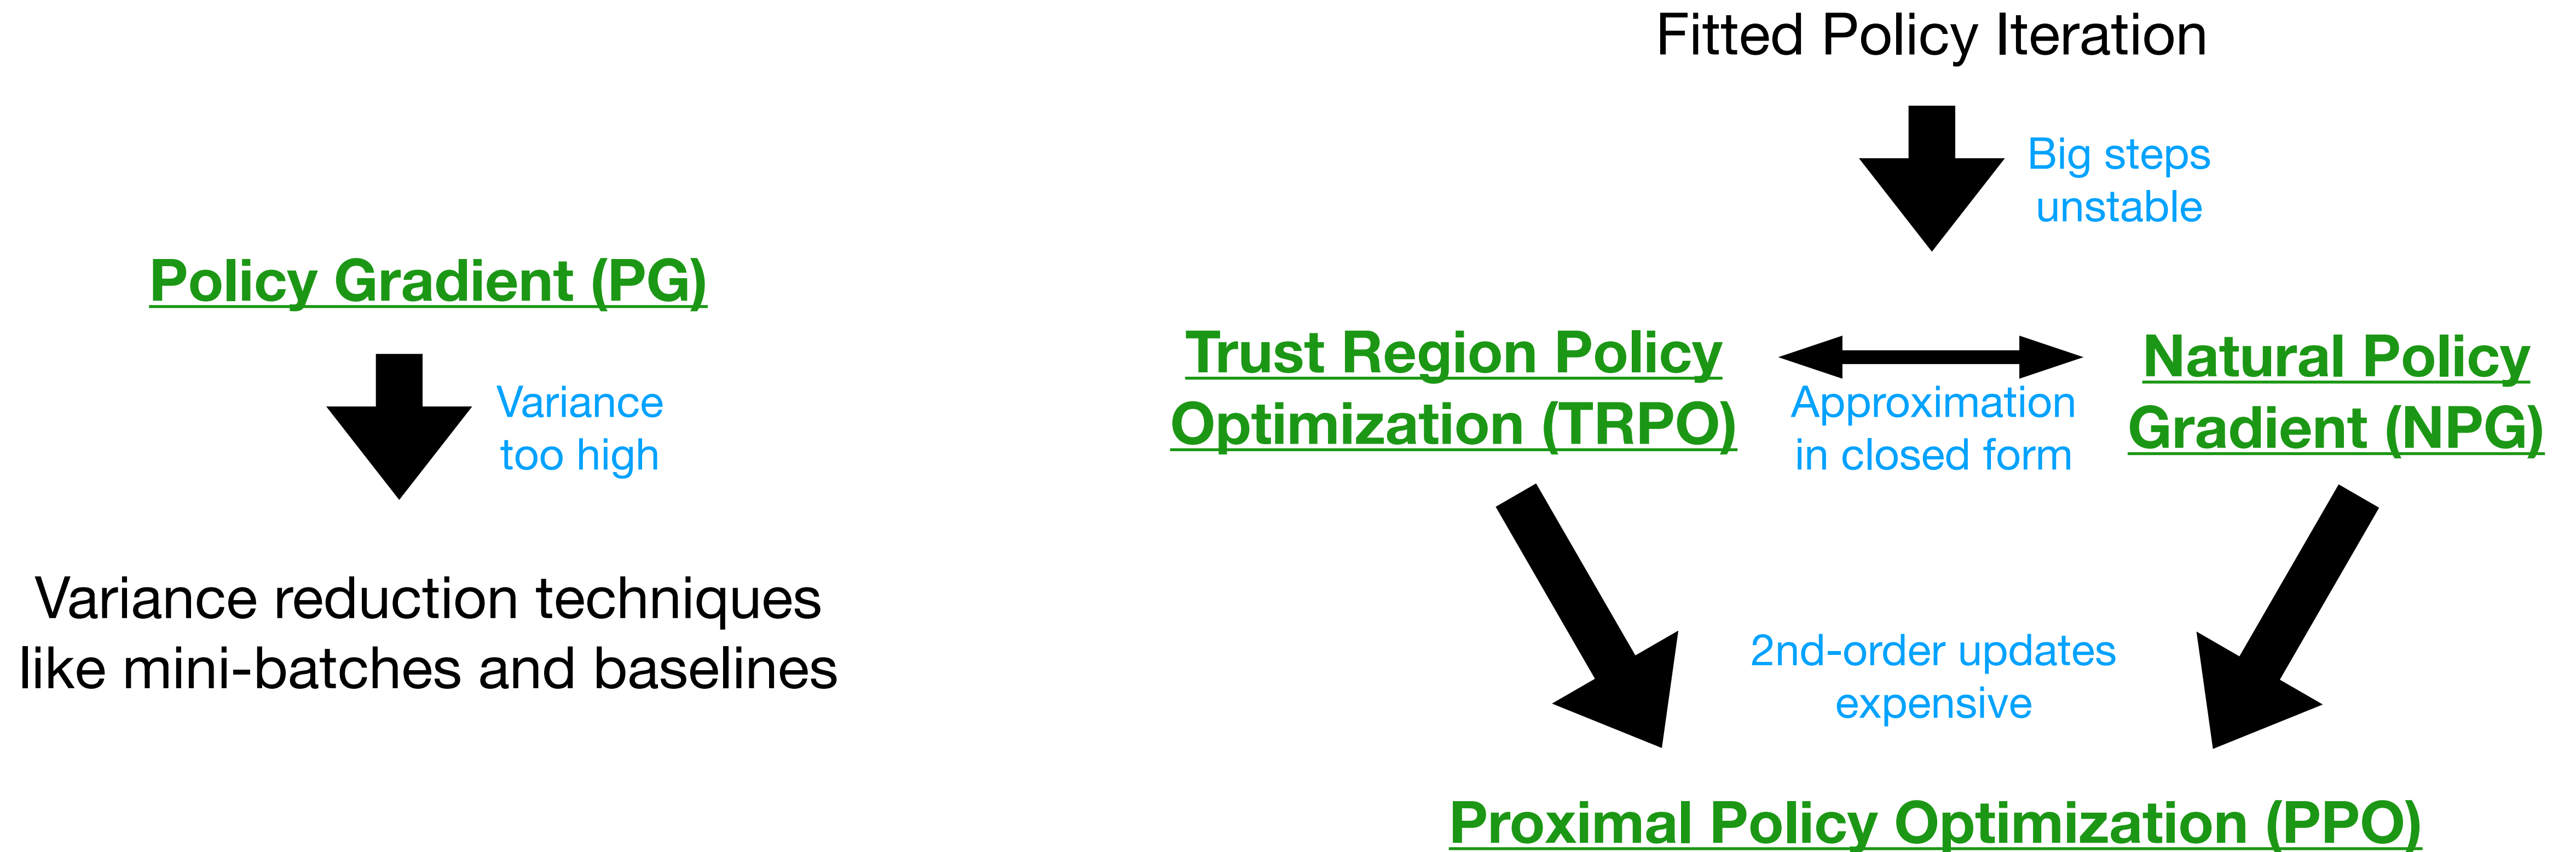 Policy Gradient (PG)
Variance
too high
Variance reduction techniques
like mini-batches and baselines
Fitted Policy Iteration
Big steps
unstable
Trust Region Policy
Optimization (TRPO)
Approximation
in closed form
Natural Policy
Gradient (NPG)
2nd-order updates
expensive
Proximal Policy Optimization (PPO)